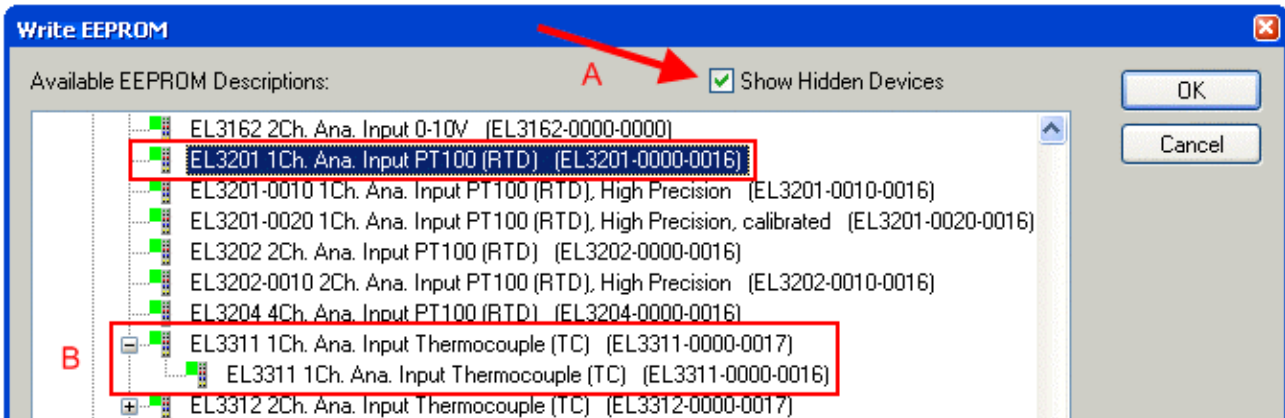 Write EEPROM
Available EEPROM Descriptions: A Show Hidden Devices OK
EL3162 2Ch. Ana. Input 0-10V (EL3162-0000-0000)
EL3201 1Ch. Ana. Input PT100 (RTD) (EL3201-0000-0016) Cancel
EL3201-0010 1Ch. Ana. Input PT100 (RTD), High Precision (EL3201-0010-0016)
EL3201-0020 1Ch. Ana. Input PT100 (RTD), High Precision, calibrated (EL3201-0020-0016)
EL3202 2Ch. Ana. Input PT100 (RTD) (EL3202-0000-0016)
EL3202-0010 2Ch. Ana. Input PT100 (RTD), High Precision (EL3202-0010-0016)
EL3204 4Ch. Ana. Input PT100 (RTD) (EL3204-0000-0016)
EL3311 1Ch. Ana. Input Thermocouple (TC) (EL3311-0000-0017)
B EL3311 1Ch. Ana. Input Thermocouple (TC) (EL3311-0000-0016)
EL3312 2Ch. Ana. Input Thermocouple (TC) (EL3312-0000-0017)